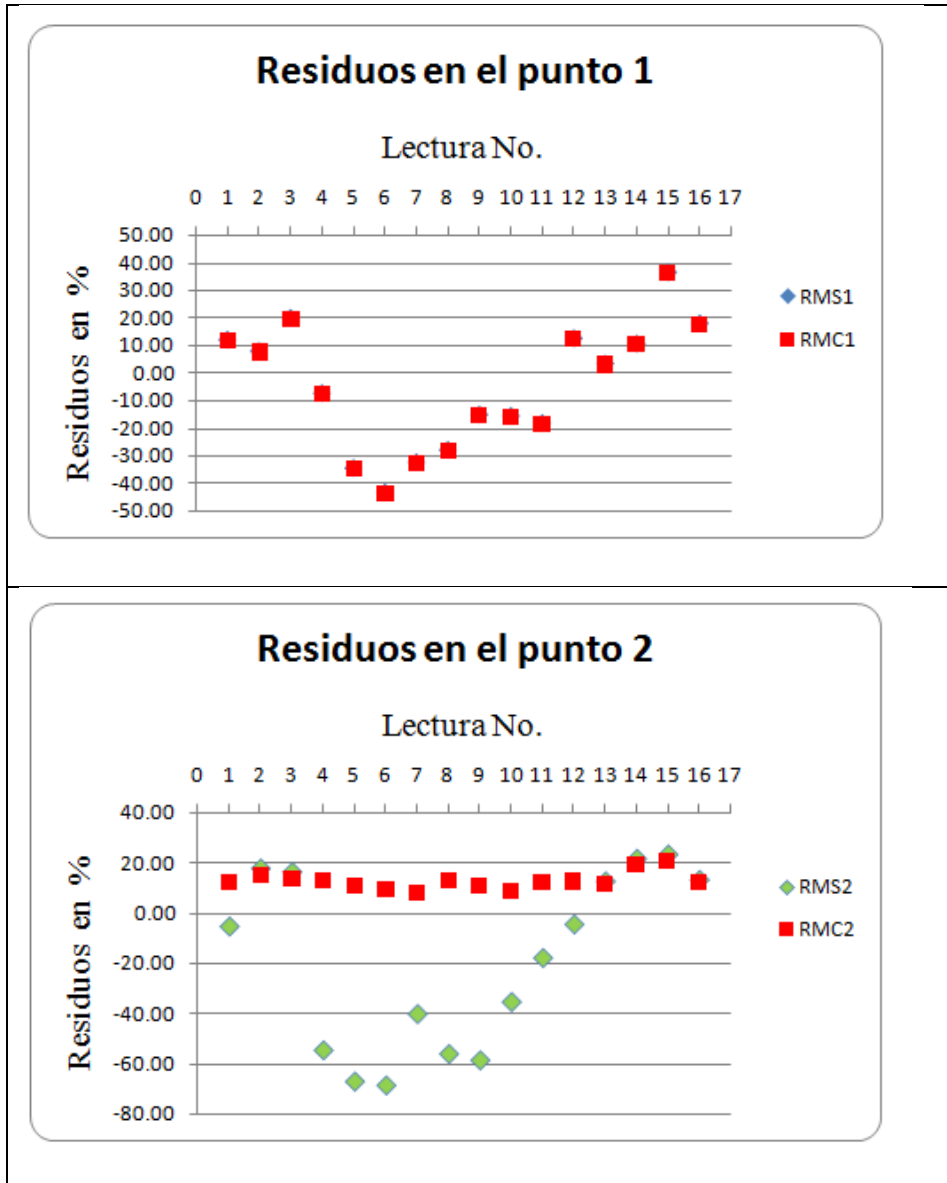 Residuos en el punto 1
Lectura No.
0 1 2 3 4 5 6 7 8 9 10 11 12 13 14 15 16 17
50.00
40.00
30.00
20.00
10.00
0.00
-10.00
-20.00
-30.00
-40.00
-50.00
Residuos en %
RMS1
RMC1
Residuos en el punto 2
Lectura No.
0 1 2 3 4 5 6 7 8 9 10 11 12 13 14 15 16 17
40.00
20.00
0.00
-20.00
-40.00
-60.00
-80.00
Residuos en %
RMS2
RMC2